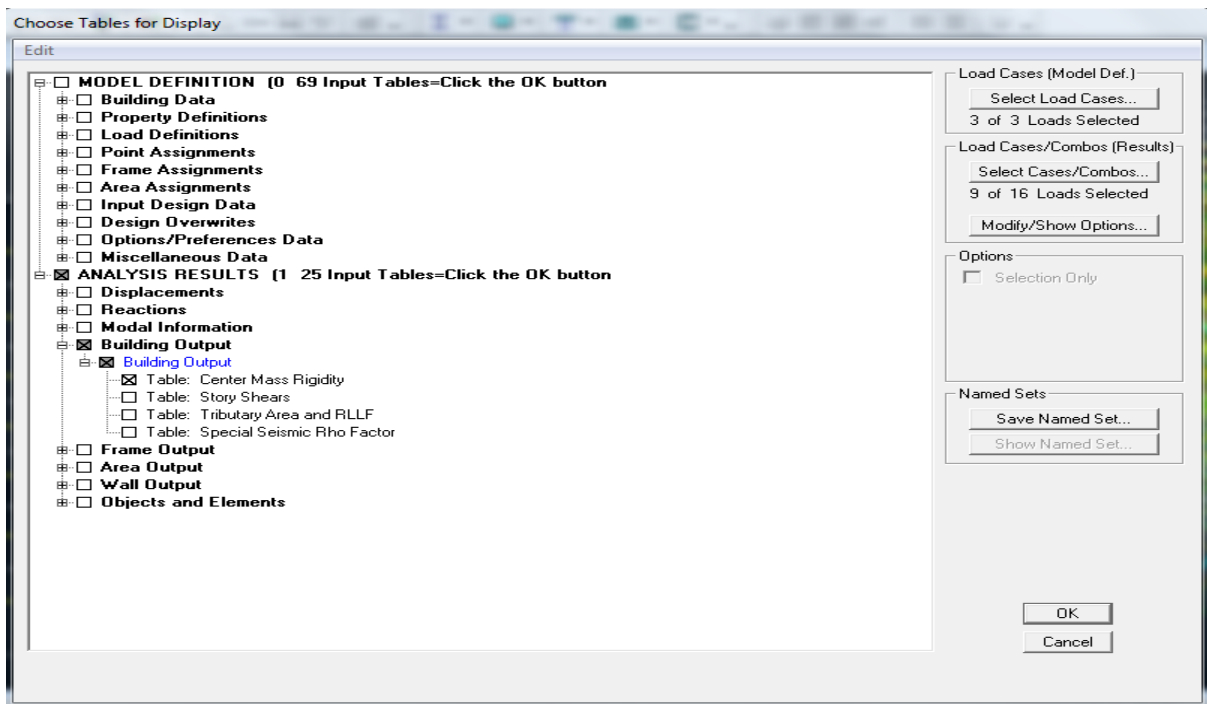 Choose Tables for Display
Edit
MODEL DEFINITION (0 69 Input Tables=Click the OK button
Building Data
Property Definitions
Load Definitions
Point Assignments
Frame Assignments
Area Assignments
Input Design Data
Design Overwrites
Options/Preferences Data
Miscellaneous Data
ANALYSIS RESULTS (1 25 Input Tables=Click the OK button
Displacements
Reactions
Modal Information
Building Output
Building Output
Table: Center Mass Rigidity
Table: Story Shears
Table: Tributary Area and RLLF
Table: Special Seismic Rho Factor
Frame Output
Area Output
Wall Output
Objects and Elements
Load Cases (Model Def.)
Select Load Cases...
3 of 3 Loads Selected
Load Cases/Combos (Results)
Select Cases/Combos...
9 of 16 Loads Selected
Modify/Show Options...
Options
Selection Only
Named Sets
Save Named Set...
Show Named Set...
OK
Cancel